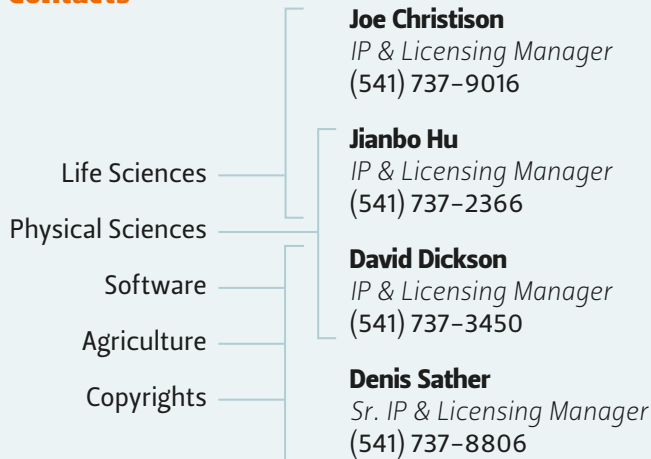 Contacts
Joe Christison
IP & Licensing Manager
(541) 737–9016
Jianbo Hu
IP & Licensing Manager
(541) 737–2366
David Dickson
IP & Licensing Manager
(541) 737–3450
Denis Sather
Sr. IP & Licensing Manager
(541) 737–8806
Life Sciences
Physical Sciences
Software
Agriculture
Copyrights